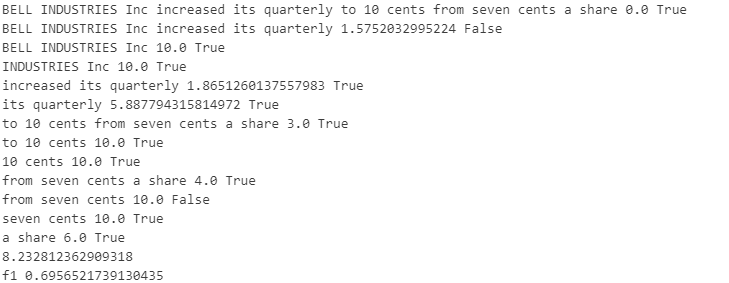 BELL INDUSTRIES Inc increased its quarterly to 10 cents from seven cents a share 0.0 True
BELL INDUSTRIES Inc increased its quarterly 1.5752032995224 False
BELL INDUSTRIES Inc 10.0 True
INDUSTRIES Inc 10.0 True
increased its quarterly 1.8651260137557983 True
its quarterly 5.887794315814972 True
to 10 cents from seven cents a share 3.0 True
to 10 cents 10.0 True
10 cents 10.0 True
from seven cents a share 4.0 True
from seven cents 10.0 False
seven cents 10.0 True
a share 6.0 True
8.232812362909318
f1 0.6956521739130435